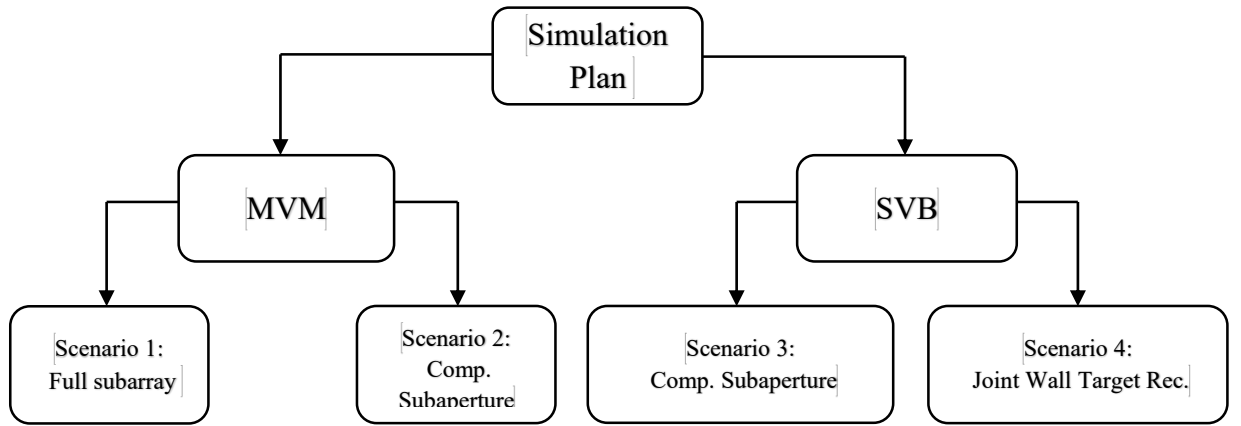 Simulation
Plan
MVM
SVB
Scenario 1:
Full subarray
Scenario 2:
Comp.
Subaperture
Scenario 3:
Comp. Subaperture
Scenario 4:
Joint Wall Target Rec.